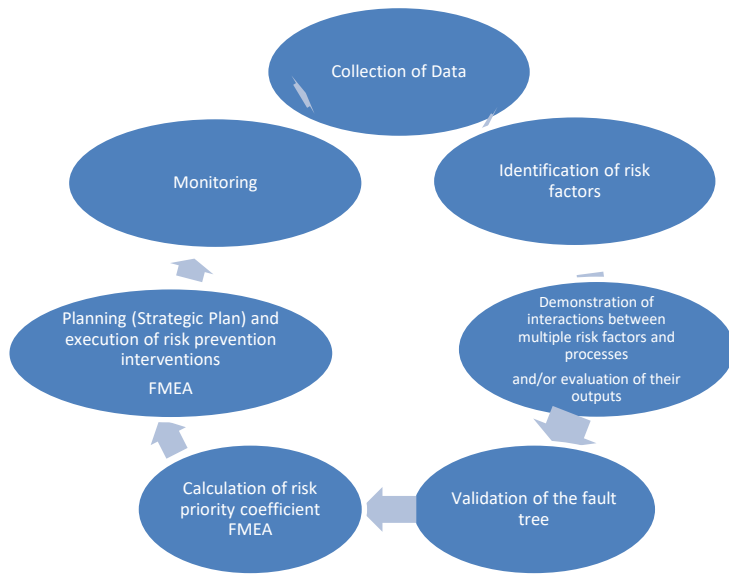 Collection of Data
Identification of risk
factors
Demonstration of
interactions between
multiple risk factors and
processes
and/or evaluation of their
outputs
Validation of the fault
tree
Calculation of risk
priority coefficient
FMEA
Planning (Strategic Plan) and
execution of risk prevention
interventions
FMEA
Monitoring